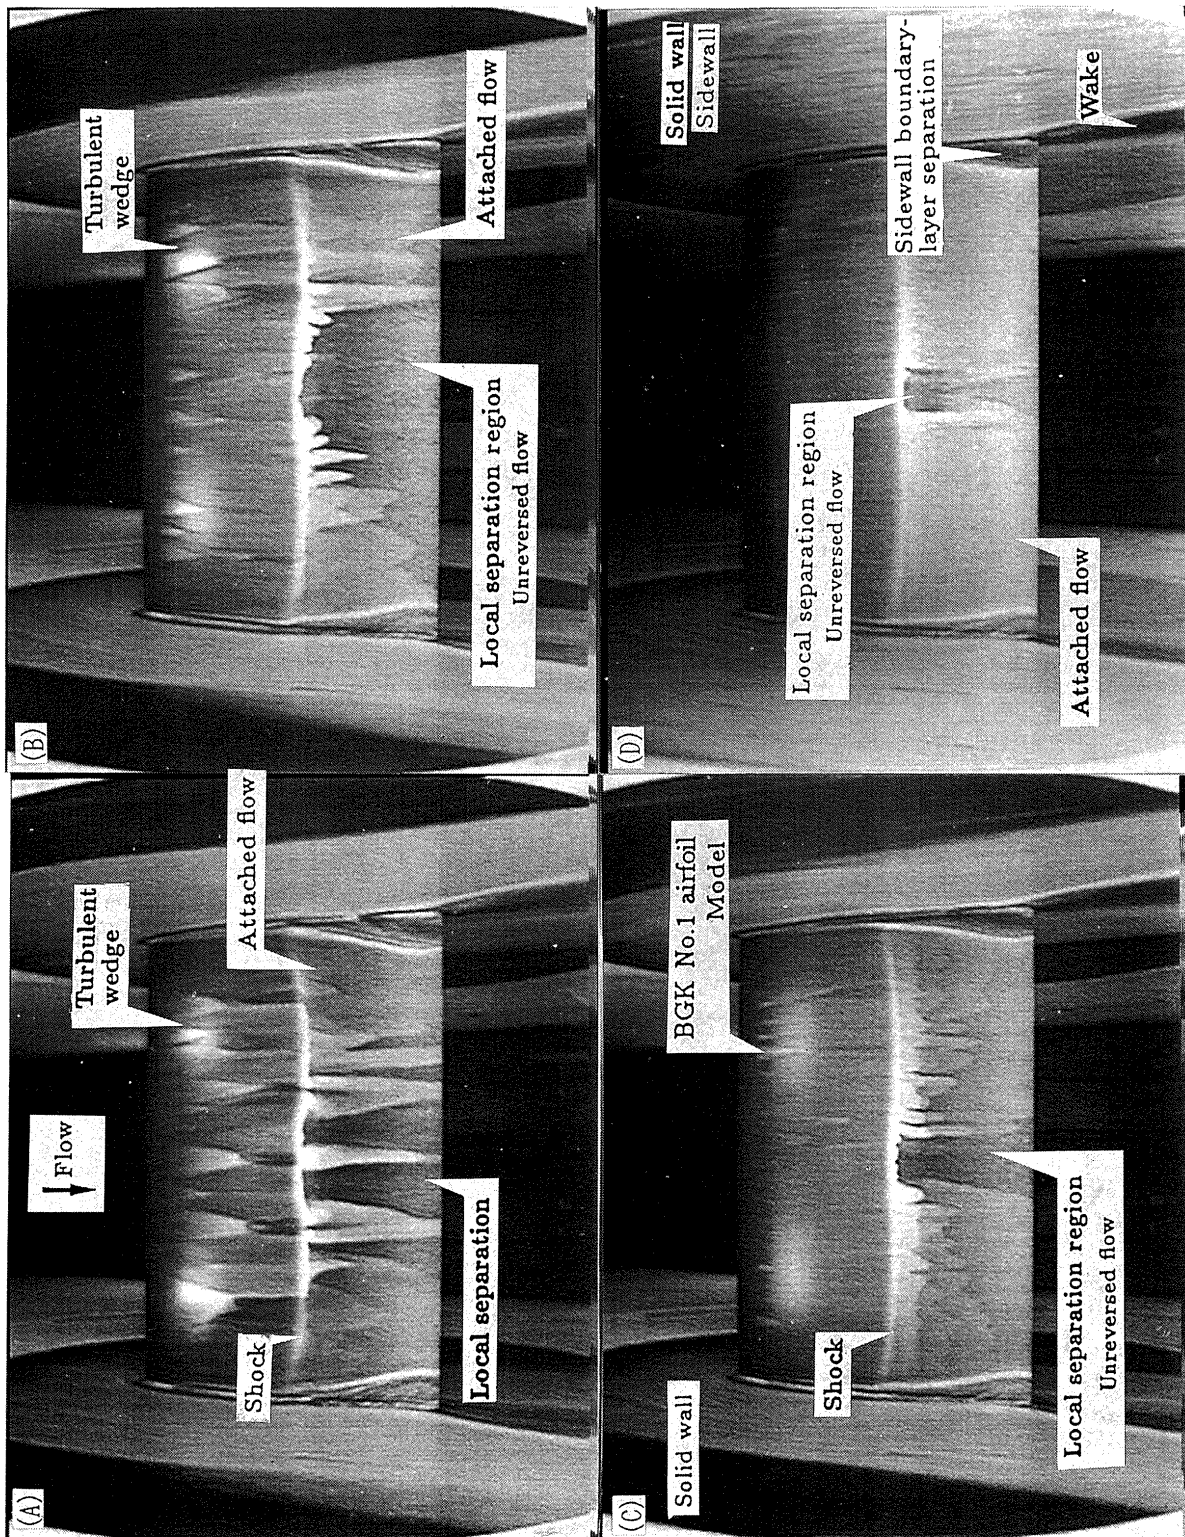 (A)
Flow
Turbulent
wedge
Attached flow
Shock
Local separation
(B)
Turbulent
wedge
Attached flow
Local separation region
Unreversed flow
(C)
Solid wall
BGK No.1 airfoil
Model
Shock
Local separation region
Unreversed flow
(D)
Solid wall
Sidewall
Sidewall boundary-
layer separation
Wake
Local separation region
Unreversed flow
Attached flow